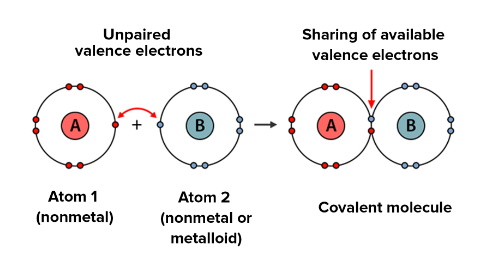 Unpaired
valence electrons
Sharing of available
valence electrons
A
+
B
A
B
Atom 1
(nonmetal)
Atom 2
(nonmetal or
metalloid)
Covalent molecule